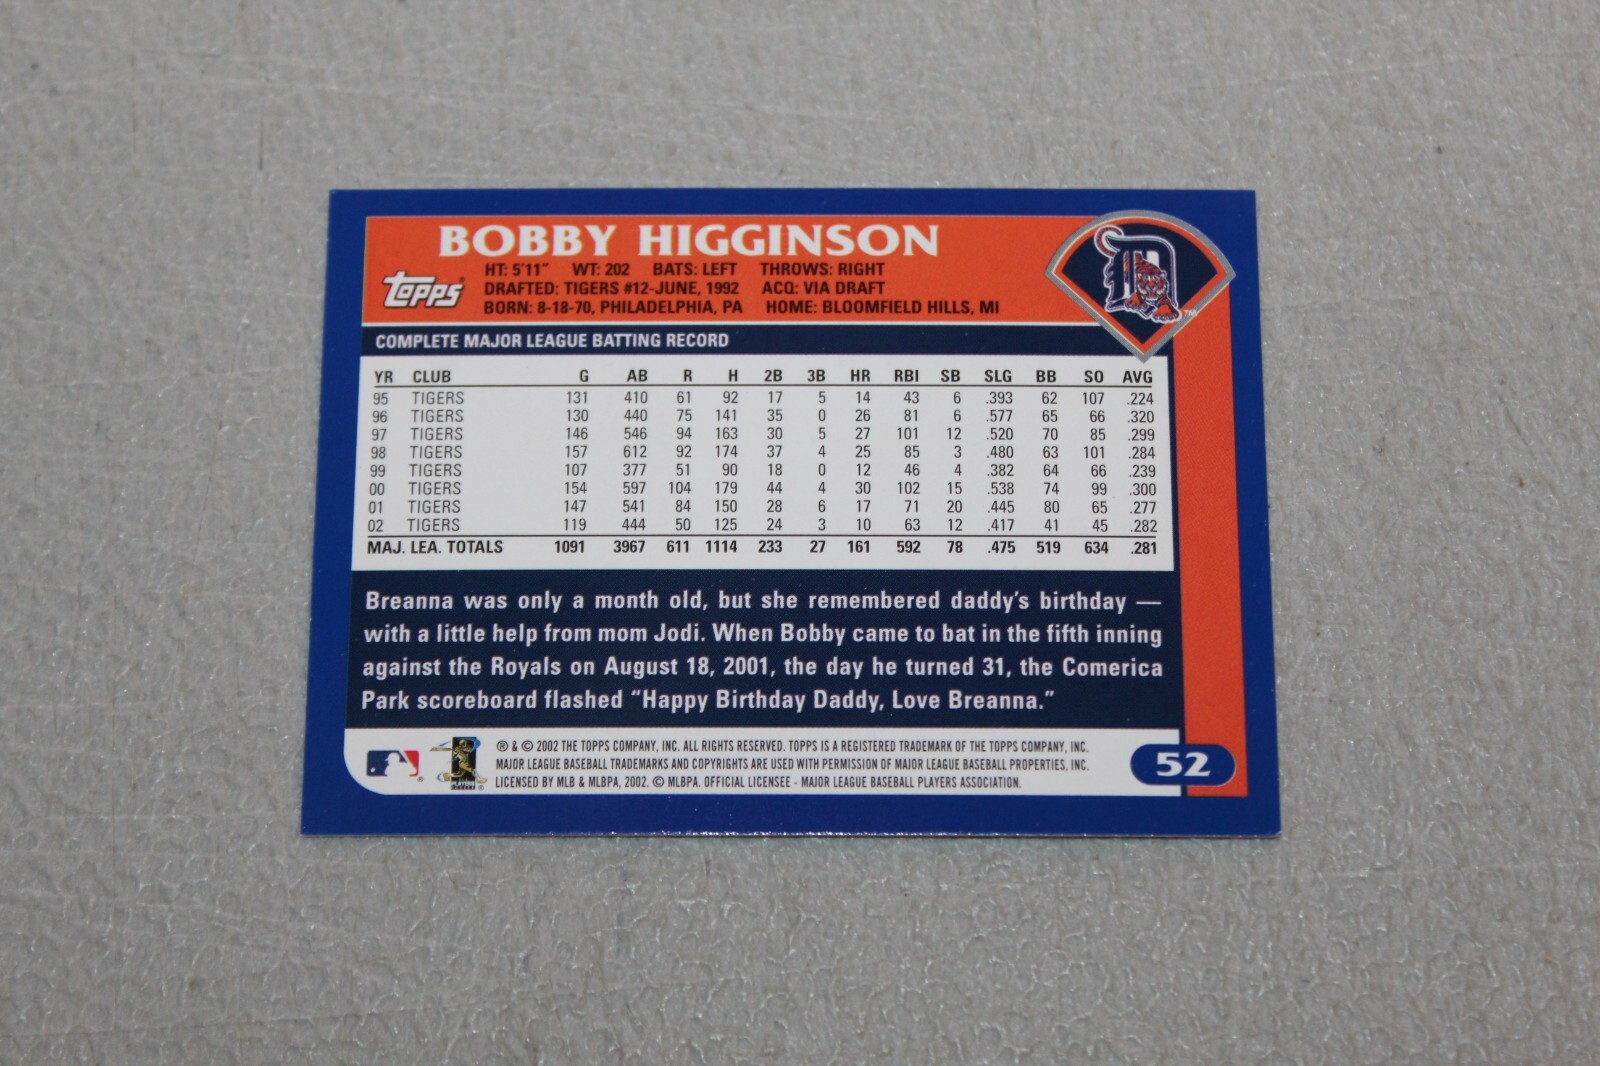 BOBBY HIGGINSON
topps®
HT: 5'11" WT: 202 BATS: LEFT THROWS: RIGHT
DRAFTED: TIGERS #12-JUNE, 1992 ACQ: VIA DRAFT
BORN: 8-18-70, PHILADELPHIA, PA HOME: BLOOMFIELD HILLS, MI
D
TM
COMPLETE MAJOR LEAGUE BATTING RECORD
YR CLUB G AB R H 2B 3B HR RBI SB SLG BB SO AVG
95 TIGERS 131 410 61 92 17 5 14 43 6 .393 62 107 .224
96 TIGERS 130 440 75 141 35 0 26 81 6 .577 65 66 .320
97 TIGERS 146 546 94 163 30 5 27 101 12 .520 70 85 .299
98 TIGERS 157 612 92 174 37 4 25 85 3 .480 63 101 .284
99 TIGERS 107 377 51 90 18 0 12 46 4 .382 64 66 .239
00 TIGERS 154 597 104 179 44 4 30 102 15 .538 74 99 .300
01 TIGERS 147 541 84 150 28 6 17 71 20 .445 80 65 .277
02 TIGERS 119 444 50 125 24 3 10 63 12 .417 41 45 .282
MAJ. LEA. TOTALS 1091 3967 611 1114 233 27 161 592 78 .475 519 634 .281
Breanna was only a month old, but she remembered daddy's birthday —
with a little help from mom Jodi. When Bobby came to bat in the fifth inning
against the Royals on August 18, 2001, the day he turned 31, the Comerica
Park scoreboard flashed “Happy Birthday Daddy, Love Breanna.”
® & © 2002 THE TOPPS COMPANY, INC. ALL RIGHTS RESERVED. TOPPS IS A REGISTERED TRADEMARK OF THE TOPPS COMPANY, INC.
MAJOR LEAGUE BASEBALL TRADEMARKS AND COPYRIGHTS ARE USED WITH PERMISSION OF MAJOR LEAGUE BASEBALL PROPERTIES, INC.
LICENSED BY MLB & MLBPA, 2002. © MLBPA. OFFICIAL LICENSEE - MAJOR LEAGUE BASEBALL PLAYERS ASSOCIATION.
52